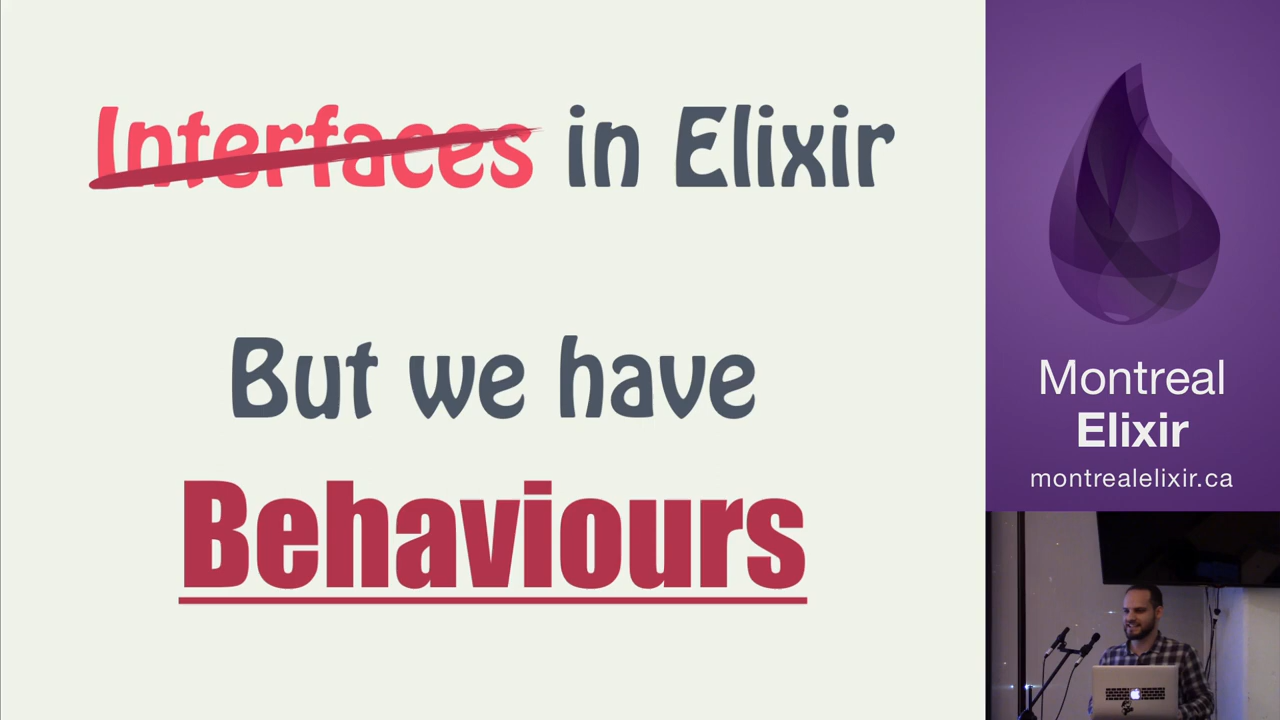 Interfaces in Elixir
But we have
Behaviours
Montreal
Elixir
montrealelixir.ca